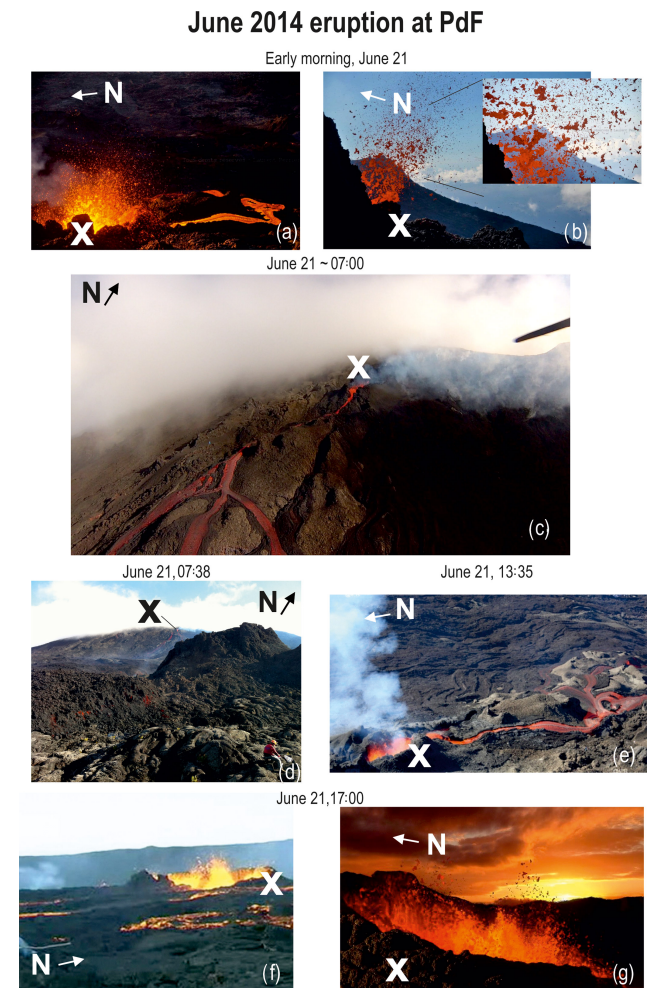 June 2014 eruption at PdF
Early morning, June 21
N
N
X
(a)
X
(b)
June 21 ~07:00
N
X
(c)
June 21, 07:38
June 21, 13:35
X
N
N
(d)
X
(e)
June 21,17:00
X
N
(f)
N
X
(g)